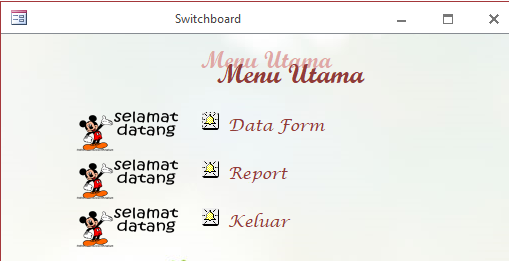 Switchboard
Menu Utama
Menu Utama
selamat
datang
Data Form
selamat
datang
Report
selamat
datang
Keluar